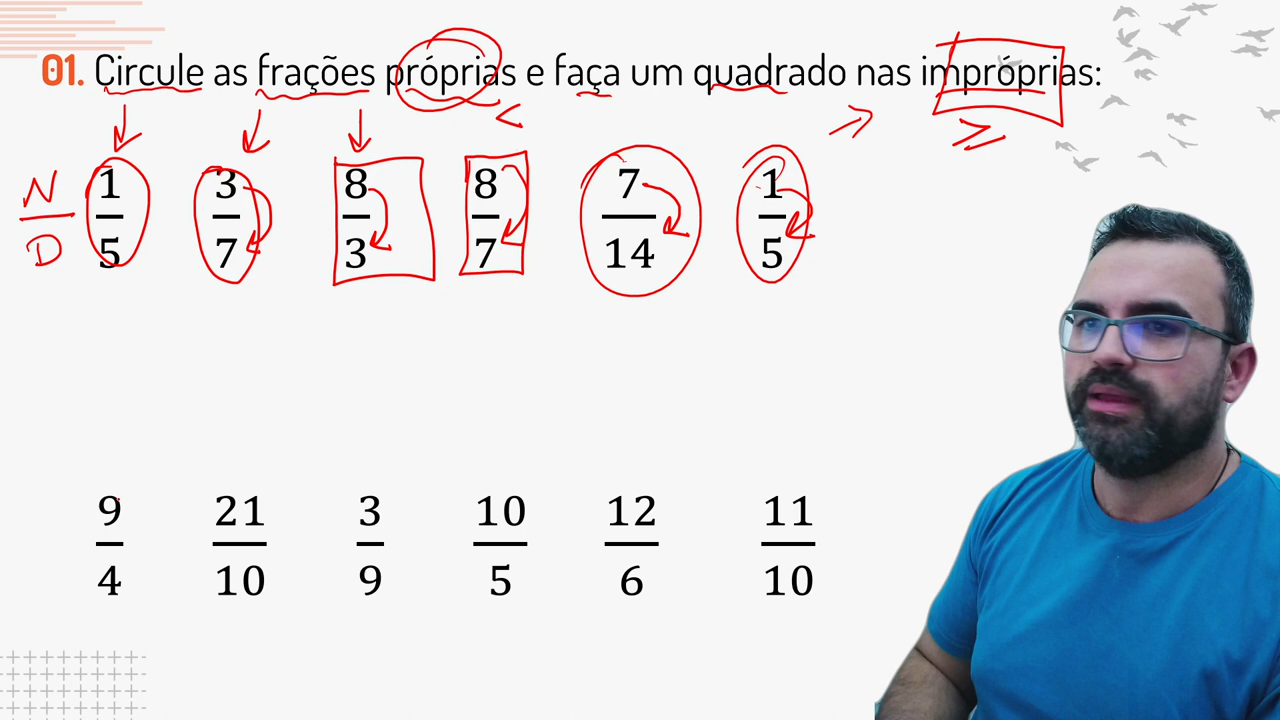 01. Circule as frações próprias e faça um quadrado nas impróprias:
< ≥
N/D 1/5 3/7 8/3 8/7 7/14 1/5
9/4 21/10 3/9 10/5 12/6 11/10